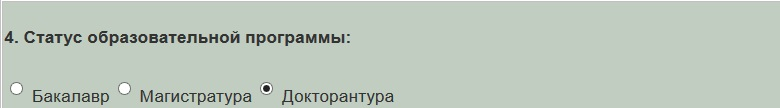 4. Статус образовательной программы:
Бакалавр Магистратура Докторантура